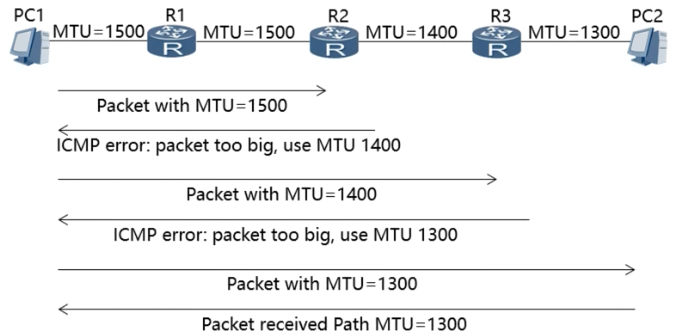 PC1 R1 R2 R3 PC2
MTU=1500 MTU=1500 MTU=1400 MTU=1300
R R R
Packet with MTU=1500
ICMP error: packet too big, use MTU 1400
Packet with MTU=1400
ICMP error: packet too big, use MTU 1300
Packet with MTU=1300
Packet received Path MTU=1300